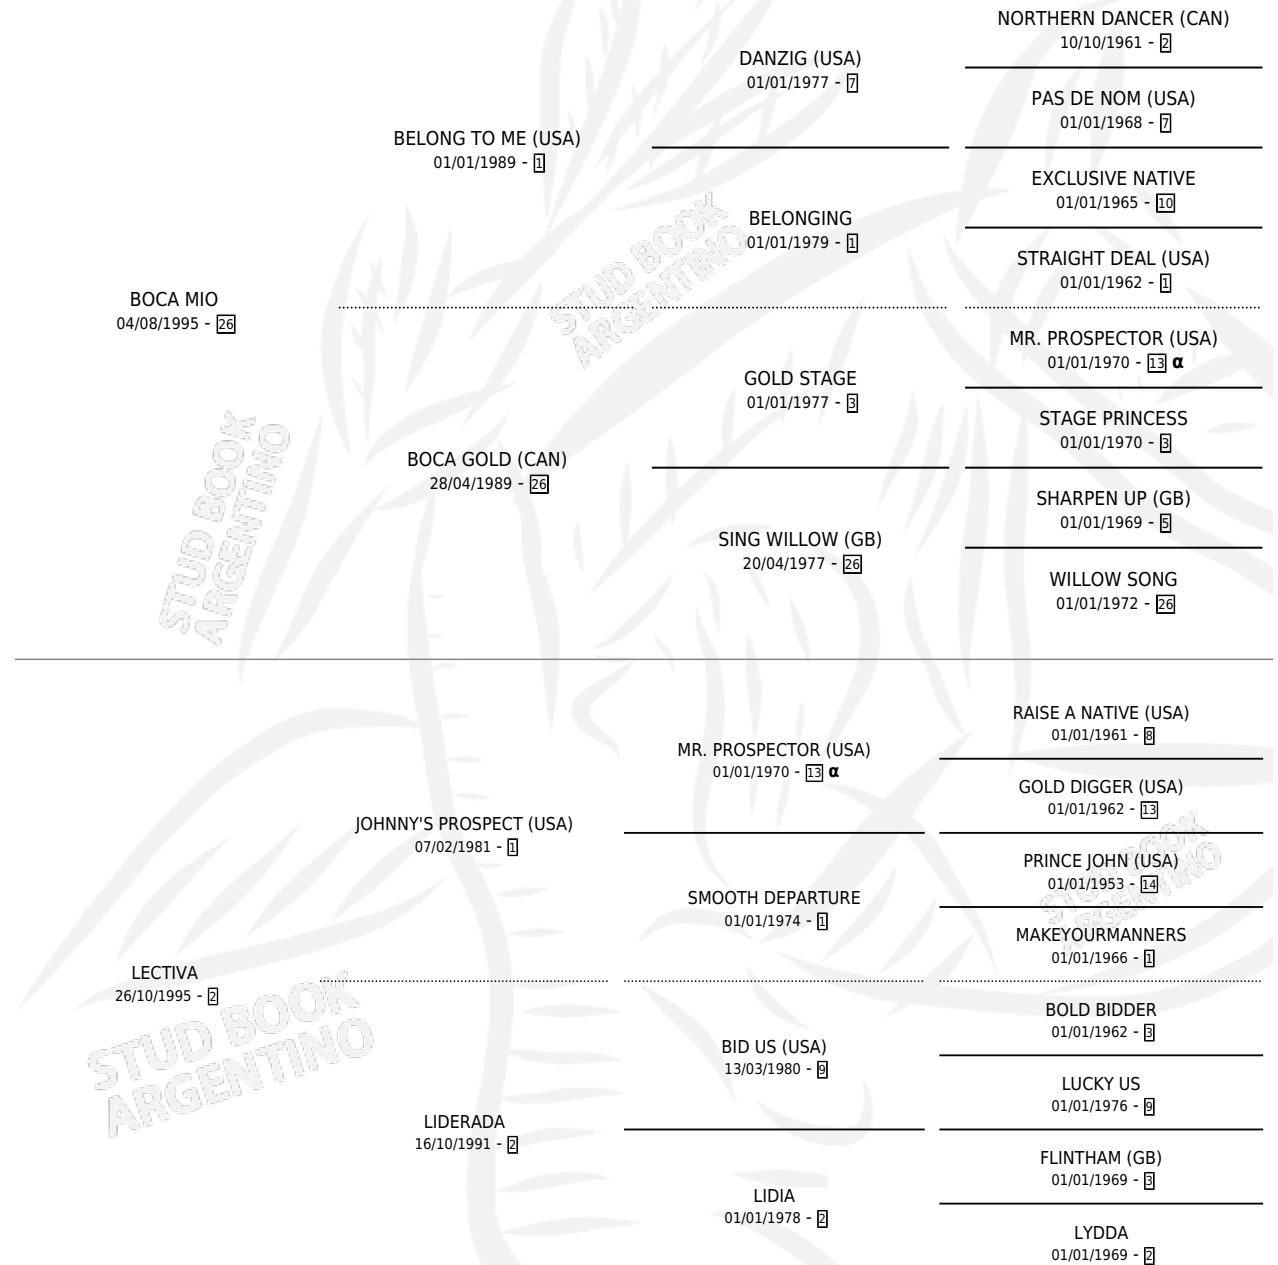 NORTHERN DANCER (CAN)
10/10/1961 - 2
DANZIG (USA)
01/01/1977 - 7
PAS DE NOM (USA)
01/01/1968 - 7
BELONG TO ME (USA)
01/01/1989 - 1
EXCLUSIVE NATIVE
01/01/1965 - 10
BELONGING
01/01/1979 - 1
STRAIGHT DEAL (USA)
01/01/1962 - 1
BOCA MIO
04/08/1995 - 26
MR. PROSPECTOR (USA)
01/01/1970 - 13 α
GOLD STAGE
01/01/1977 - 3
STAGE PRINCESS
01/01/1970 - 3
BOCA GOLD (CAN)
28/04/1989 - 26
SHARPEN UP (GB)
01/01/1969 - 5
SING WILLOW (GB)
20/04/1977 - 26
WILLOW SONG
01/01/1972 - 26
RAISE A NATIVE (USA)
01/01/1961 - 8
MR. PROSPECTOR (USA)
01/01/1970 - 13 α
GOLD DIGGER (USA)
01/01/1962 - 13
JOHNNY'S PROSPECT (USA)
07/02/1981 - 1
PRINCE JOHN (USA)
01/01/1953 - 14
SMOOTH DEPARTURE
01/01/1974 - 1
MAKEYOURMANNERS
01/01/1966 - 1
LECTIVA
26/10/1995 - 2
BOLD BIDDER
01/01/1962 - 3
BID US (USA)
13/03/1980 - 9
LUCKY US
01/01/1976 - 9
LIDERADA
16/10/1991 - 2
FLINTHAM (GB)
01/01/1969 - 3
LIDIA
01/01/1978 - 2
LYDDA
01/01/1969 - 2
STUD BOOK
ARGENTINO
STUD BOOK
ARGENTINO
STUD BOOK
ARGENTINO
STUD BOOK
ARGENTINO